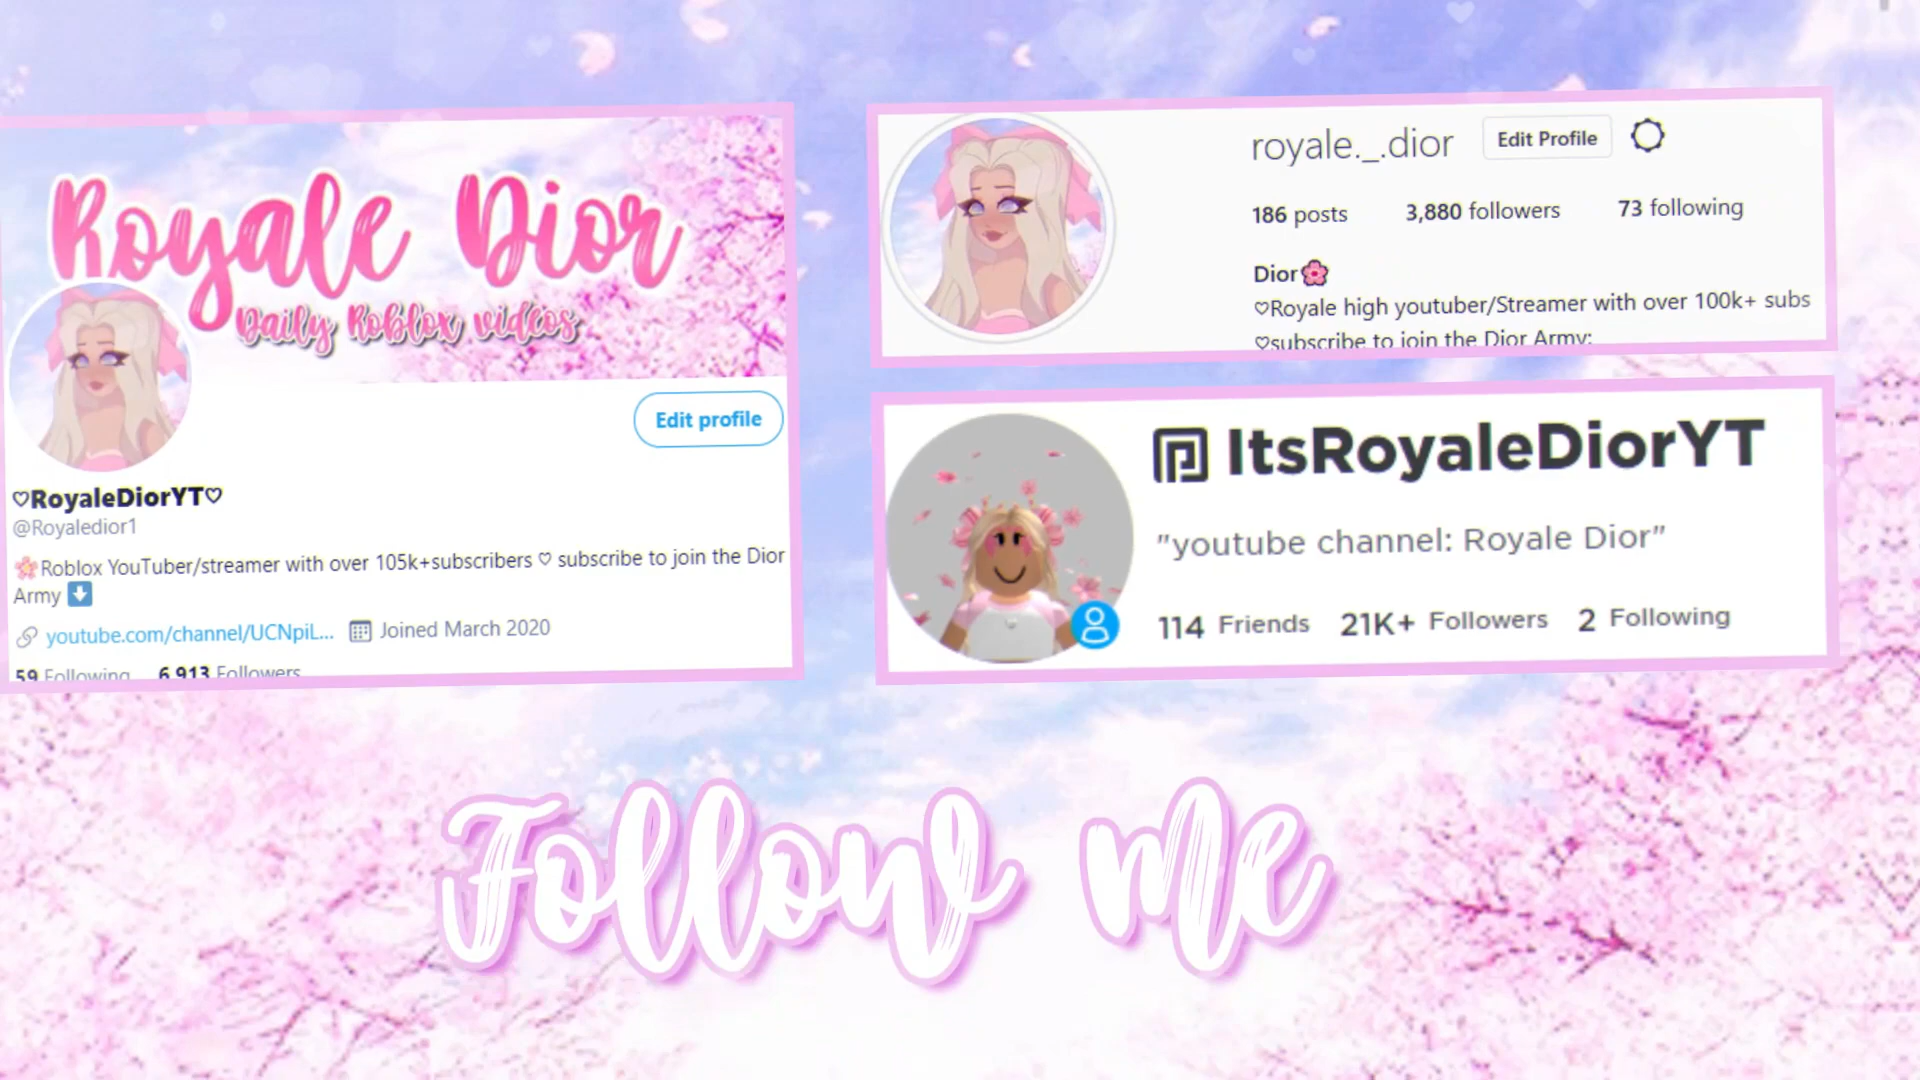 Royale Dior
Daily Roblox videos
Edit profile
♡RoyaleDiorYT♡
@Royaledior1
🌸Roblox YouTuber/streamer with over 105k+subscribers ♡ subscribe to join the Dior
Army ⬇️
youtube.com/channel/UCNpiL... Joined March 2020
59 Following 6,913 Followers
royale._.dior Edit Profile
186 posts 3,880 followers 73 following
Dior🌸
♡Royale high youtuber/Streamer with over 100k+ subs
♡subscribe to join the Dior Army:
ItsRoyaleDiorYT
"youtube channel: Royale Dior"
114 Friends 21K+ Followers 2 Following
Follow me